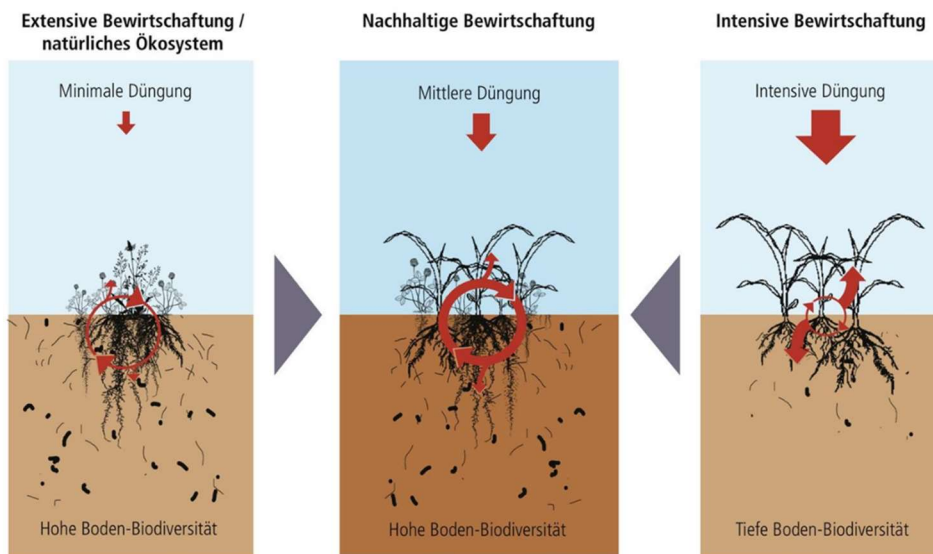 Extensive Bewirtschaftung /
natürliches Ökosystem
Minimale Düngung
Hohe Boden-Biodiversität
Nachhaltige Bewirtschaftung
Mittlere Düngung
Hohe Boden-Biodiversität
Intensive Bewirtschaftung
Intensive Düngung
Tiefe Boden-Biodiversität